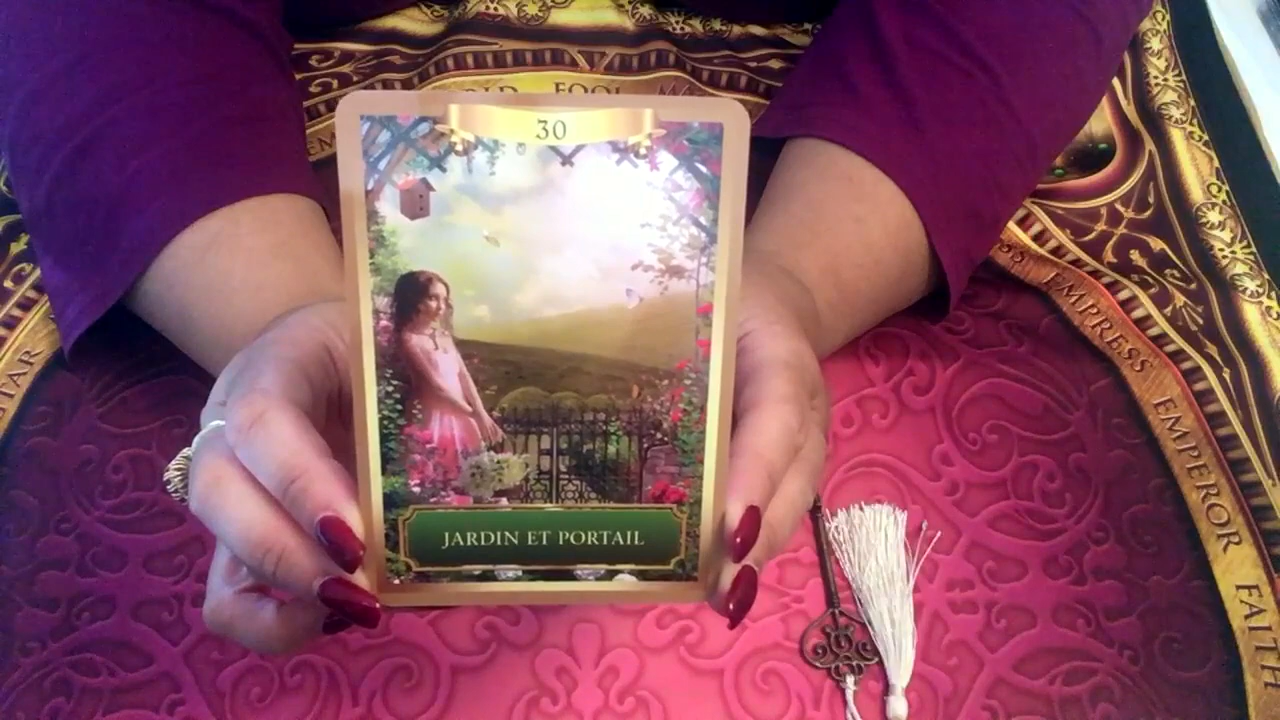 FOOL
30
EMPRESS
EMPEROR
FAITH
STAR
JARDIN ET PORTAIL